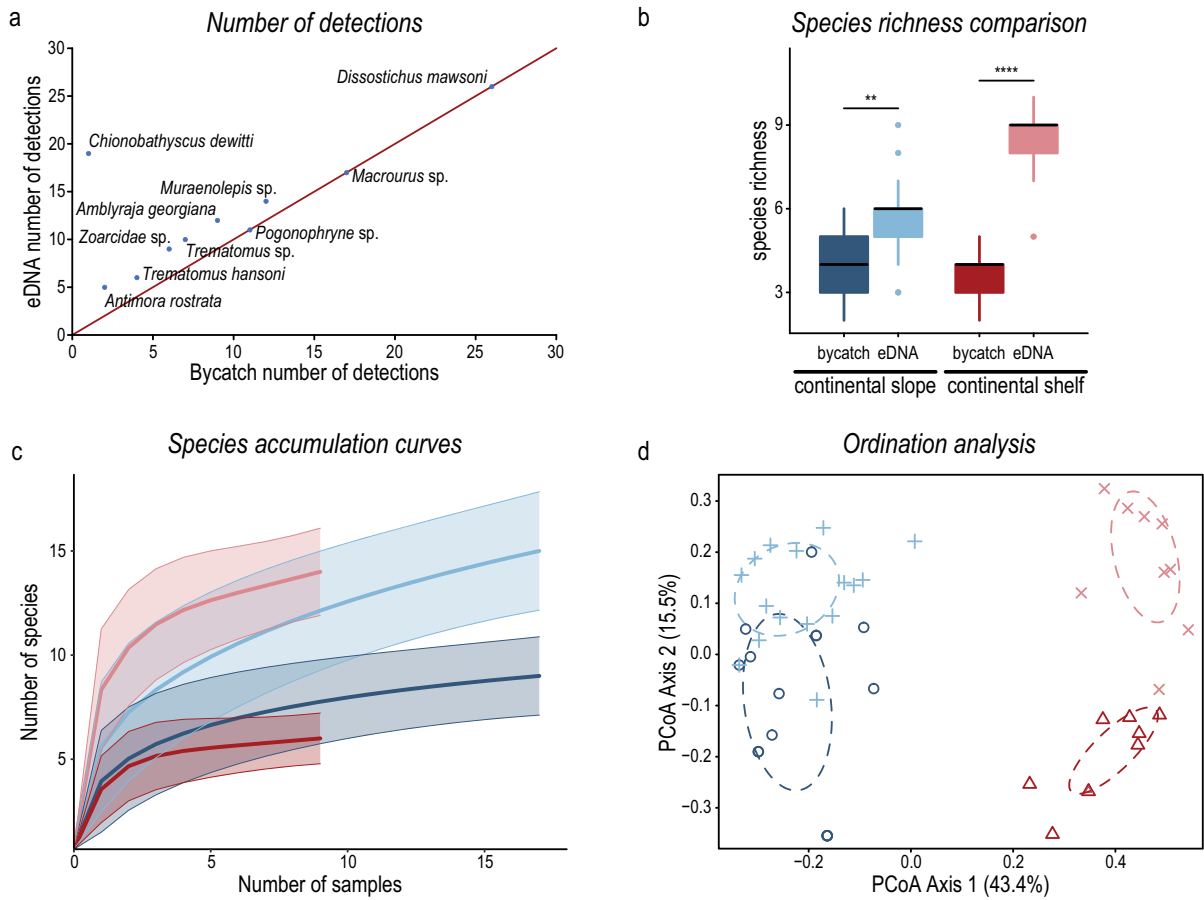 a
Number of detections
30
25
20
15
10
5
0
eDNA number of detections
Dissostichus mawsoni
Chionobathyscus dewitti
Macrourus sp.
Muraenolepis sp.
Amblyraja georgiana
Pogonophryne sp.
Zoarcidae sp.
Trematomus sp.
Trematomus hansoni
Antimora rostrata
0 5 10 15 20 25 30
Bycatch number of detections
b
Species richness comparison
species richness
9
6
3
**
****
bycatch eDNA bycatch eDNA
continental slope continental shelf
c
Species accumulation curves
Number of species
15
10
5
0 5 10 15
Number of samples
d
Ordination analysis
PCoA Axis 2 (15.5%)
0.3
0.2
0.1
0.0
−0.1
−0.2
−0.3
−0.2 0.0 0.2 0.4
PCoA Axis 1 (43.4%)